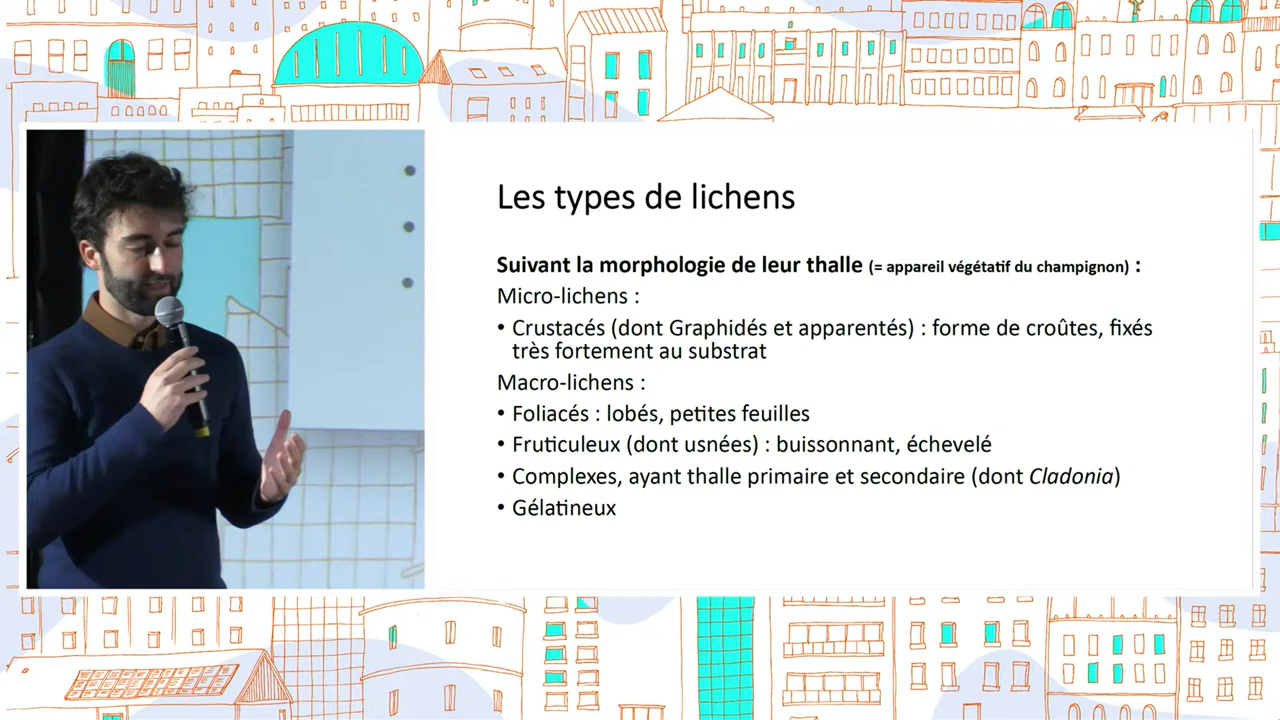 Les types de lichens
Suivant la morphologie de leur thalle (= appareil végétatif du champignon) :
Micro-lichens :
• Crustacés (dont Graphidés et apparentés) : forme de croûtes, fixés
très fortement au substrat
Macro-lichens :
• Foliacés : lobés, petites feuilles
• Fruticuleux (dont usnées) : buissonnant, échevelé
• Complexes, ayant thalle primaire et secondaire (dont Cladonia)
• Gélatineux